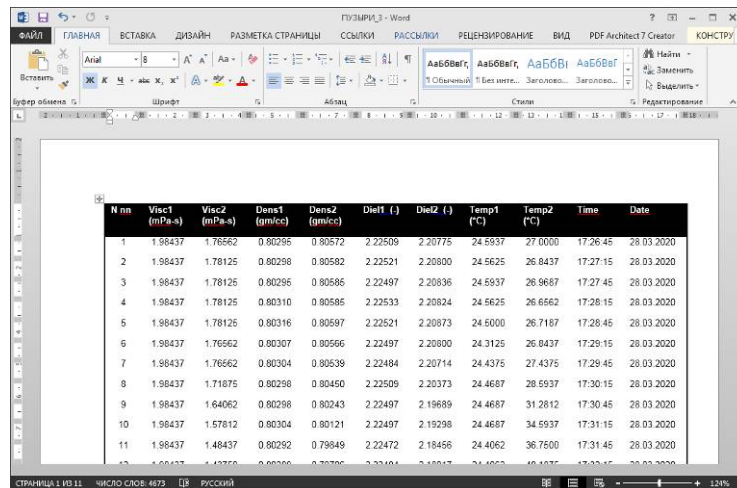 ПУЗЫРИ_3 - Word
ФАЙЛ ГЛАВНАЯ ВСТАВКА ДИЗАЙН РАЗМЕТКА СТРАНИЦЫ ССЫЛКИ РАССЫЛКИ РЕЦЕНЗИРОВАНИЕ ВИД PDF Architect 7 Creator КОНСТРУ
Вставить
Arial 8
Ж К Ч abc x, x²
АаБбВвГг, АаБбВвГг, АаБбВı АаБбВвГ
¶ Обычный ¶ Без инте... Заголово... Заголово...
Найти
Заменить
Выделить
Буфер обмена Шрифт Абзац Стили Редактирование
N nn Visc1 (mPa-s) Visc2 (mPa-s) Dens1 (gm/cc) Dens2 (gm/cc) Diel1 (-) Diel2 (-) Temp1 (°C) Temp2 (°C) Time Date
1 1.98437 1.76562 0.80295 0.80572 2.22509 2.20775 24.5937 27.0000 17:26:45 28.03.2020
2 1.98437 1.78125 0.80298 0.80582 2.22521 2.20800 24.5625 26.8437 17:27:15 28.03.2020
3 1.98437 1.78125 0.80295 0.80585 2.22497 2.20836 24.5937 26.9687 17:27:45 28.03.2020
4 1.98437 1.78125 0.80310 0.80585 2.22533 2.20824 24.5625 26.6562 17:28:15 28.03.2020
5 1.98437 1.78125 0.80316 0.80597 2.22521 2.20873 24.5000 26.7187 17:28:45 28.03.2020
6 1.98437 1.76562 0.80307 0.80566 2.22497 2.20800 24.3125 26.8437 17:29:15 28.03.2020
7 1.98437 1.76562 0.80304 0.80539 2.22484 2.20714 24.4375 27.4375 17:29:45 28.03.2020
8 1.98437 1.71875 0.80298 0.80450 2.22509 2.20373 24.4687 28.5937 17:30:15 28.03.2020
9 1.98437 1.64062 0.80298 0.80243 2.22497 2.19689 24.4687 31.2812 17:30:45 28.03.2020
10 1.98437 1.57812 0.80304 0.80121 2.22497 2.19298 24.4687 34.5937 17:31:15 28.03.2020
11 1.98437 1.48437 0.80292 0.79849 2.22472 2.18456 24.4062 36.7500 17:31:45 28.03.2020
СТРАНИЦА 1 ИЗ 11 ЧИСЛО СЛОВ: 4673 РУССКИЙ 124%